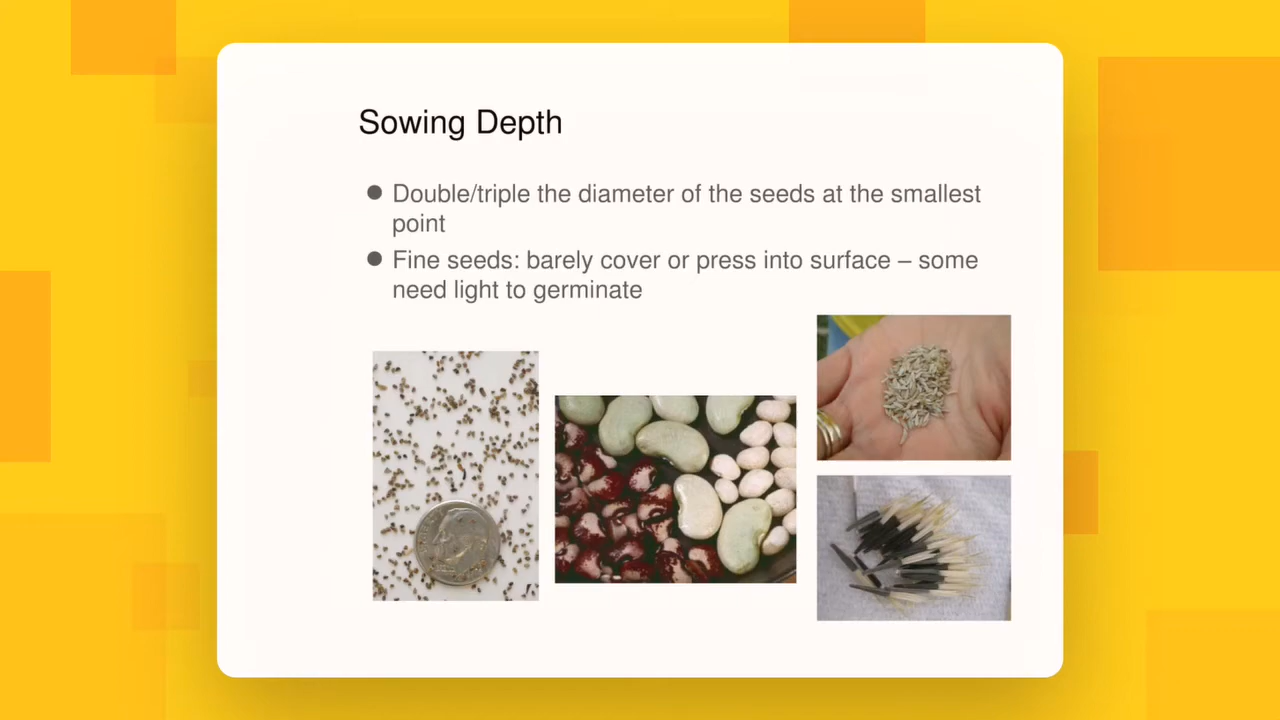 Sowing Depth
● Double/triple the diameter of the seeds at the smallest
point
● Fine seeds: barely cover or press into surface – some
need light to germinate